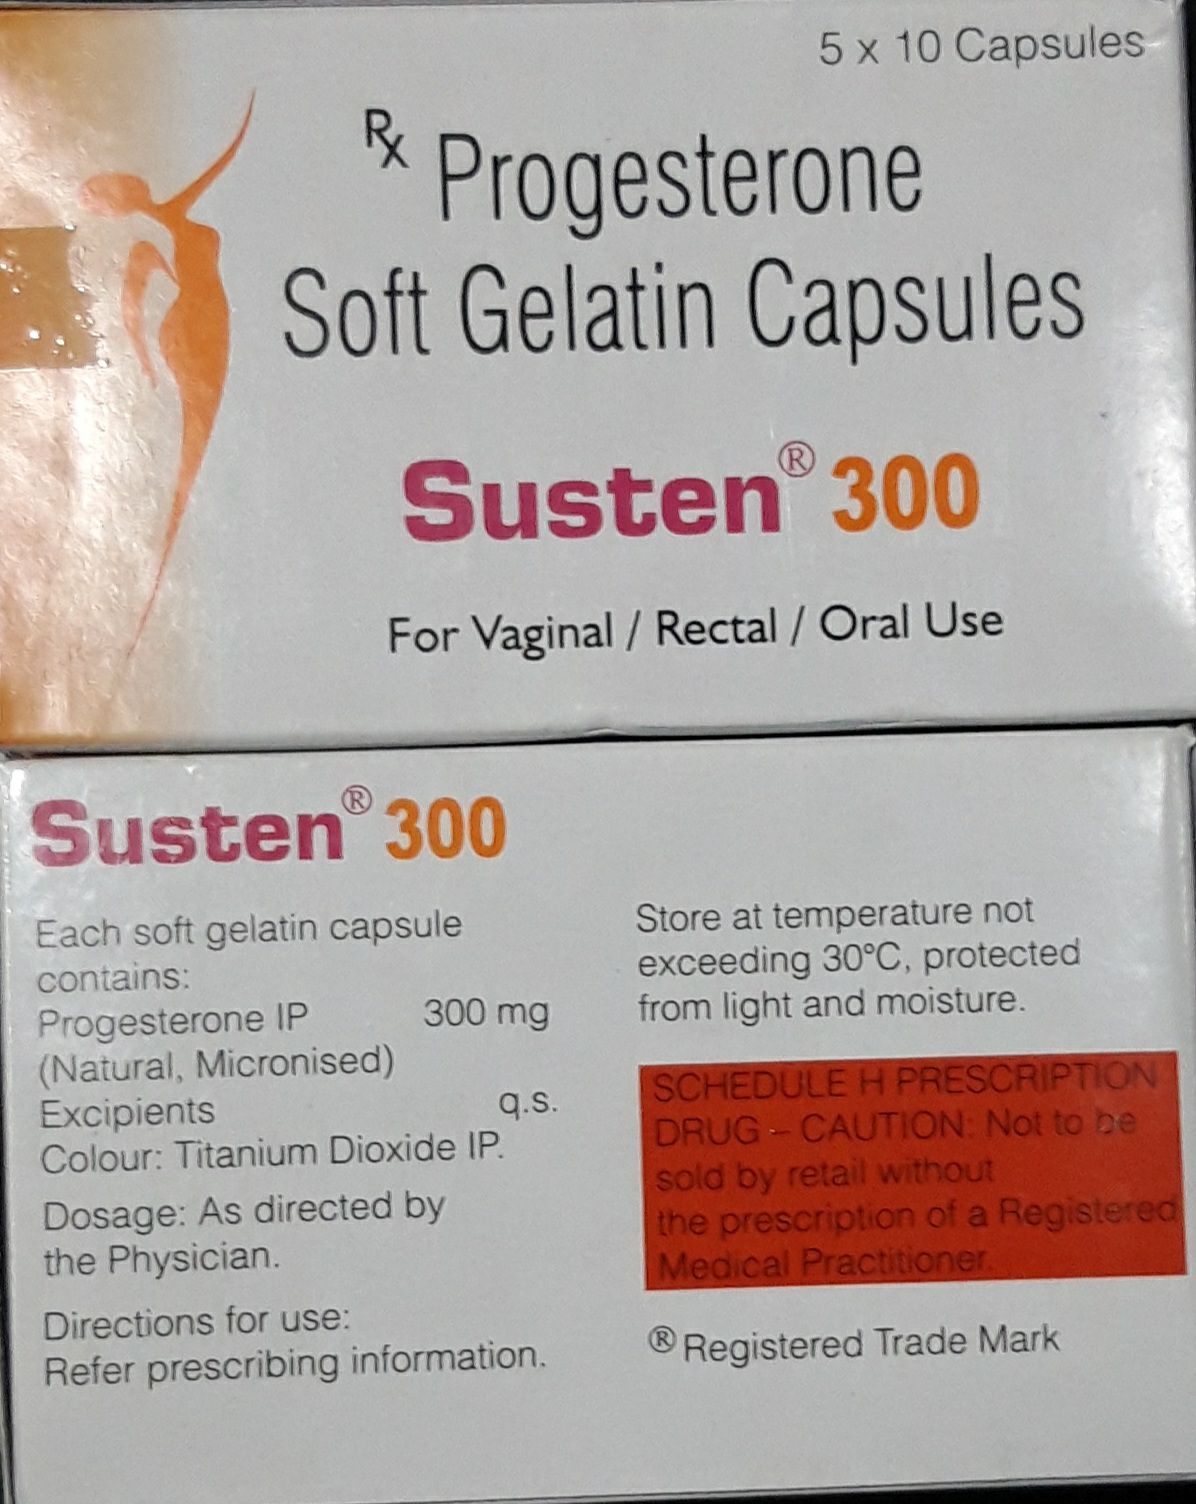 5 x 10 Capsules
Rx Progesterone
Soft Gelatin Capsules
Susten® 300
For Vaginal / Rectal / Oral Use
Susten® 300
Each soft gelatin capsule
contains:
Progesterone IP 300 mg
(Natural, Micronised)
Excipients q.s.
Colour: Titanium Dioxide IP.
Dosage: As directed by
the Physician.
Directions for use:
Refer prescribing information.
Store at temperature not
exceeding 30°C, protected
from light and moisture.
SCHEDULE H PRESCRIPTION
DRUG – CAUTION: Not to be
sold by retail without
the prescription of a Registered
Medical Practitioner.
® Registered Trade Mark